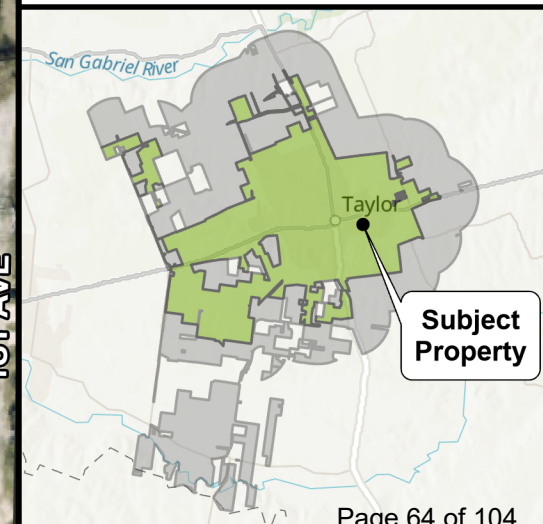 San Gabriel River
Taylor
Subject
Property
Page 64 of 104